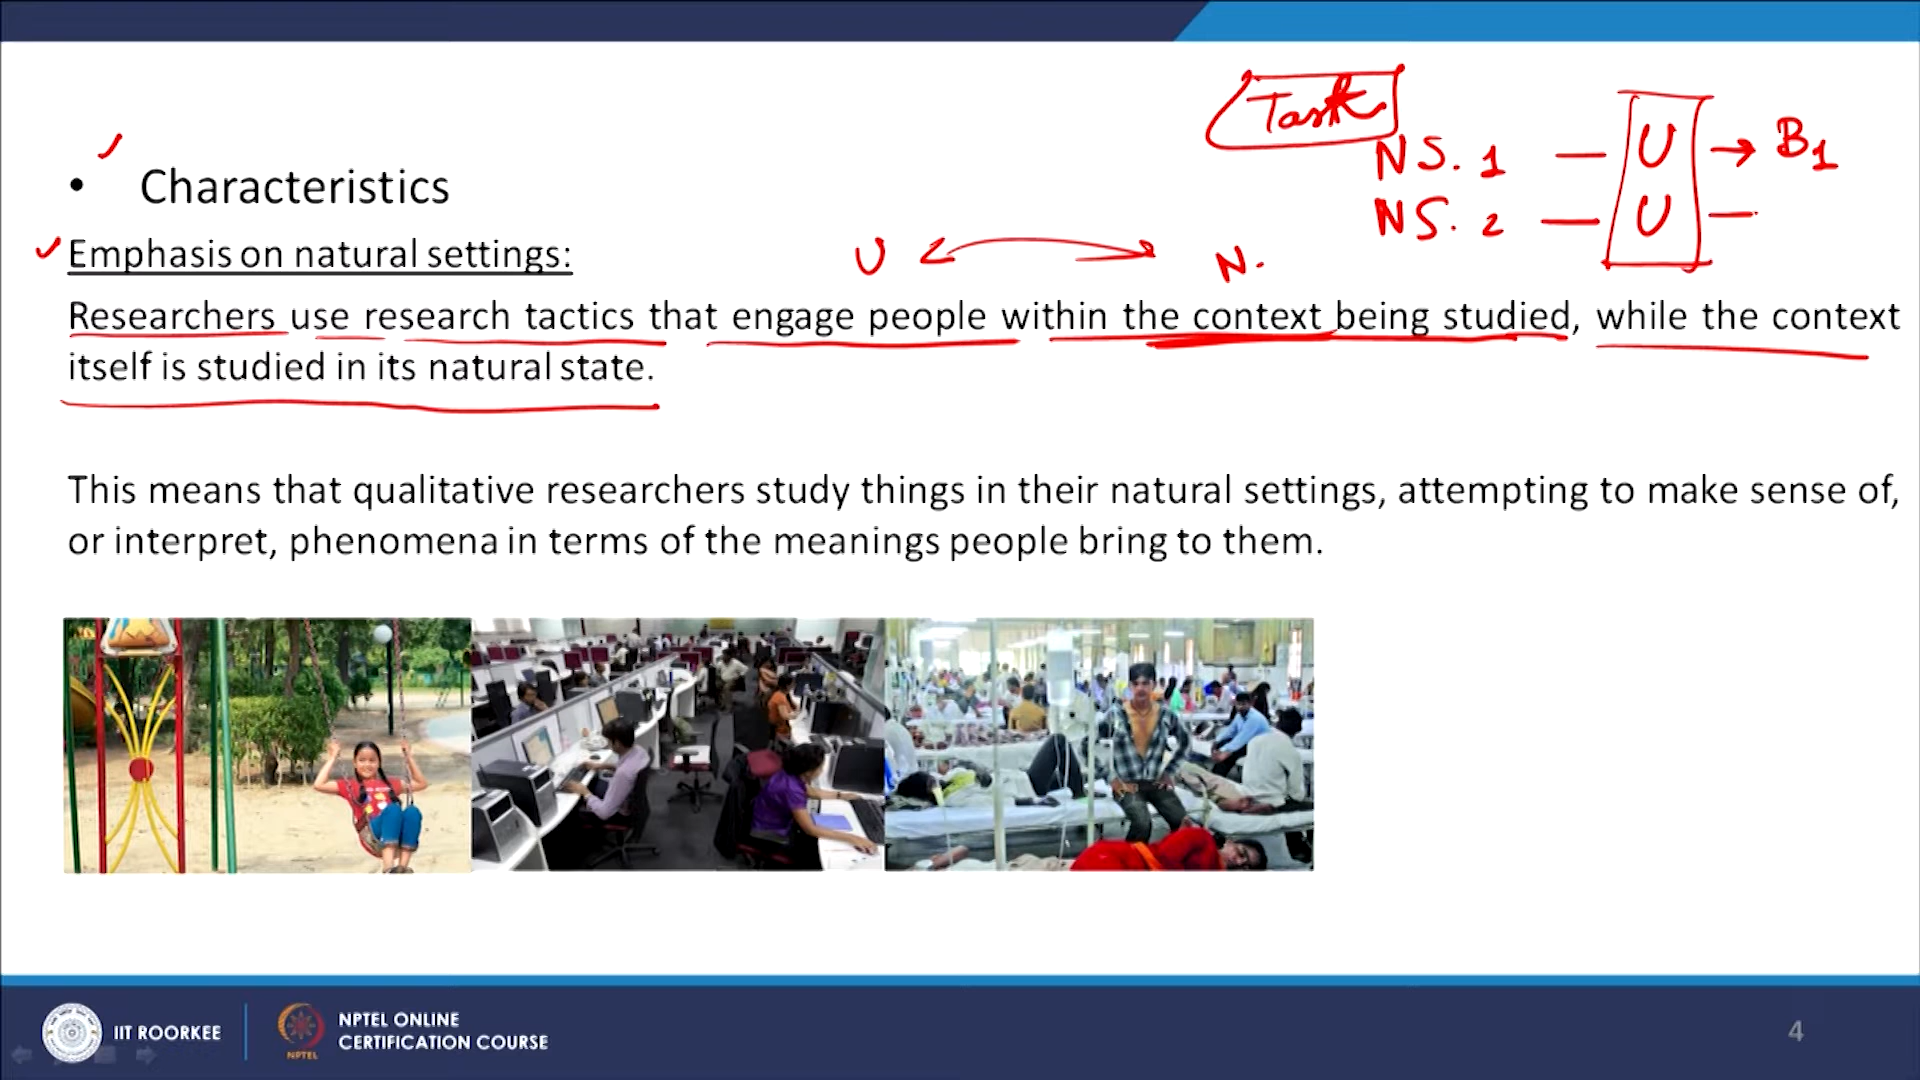 Task
NS. 1 — U → B1
NS. 2 — U —
• Characteristics
Emphasis on natural settings:
U N.
Researchers use research tactics that engage people within the context being studied, while the context
itself is studied in its natural state.
This means that qualitative researchers study things in their natural settings, attempting to make sense of,
or interpret, phenomena in terms of the meanings people bring to them.
IIT ROORKEE
NPTEL
NPTEL ONLINE
CERTIFICATION COURSE
4